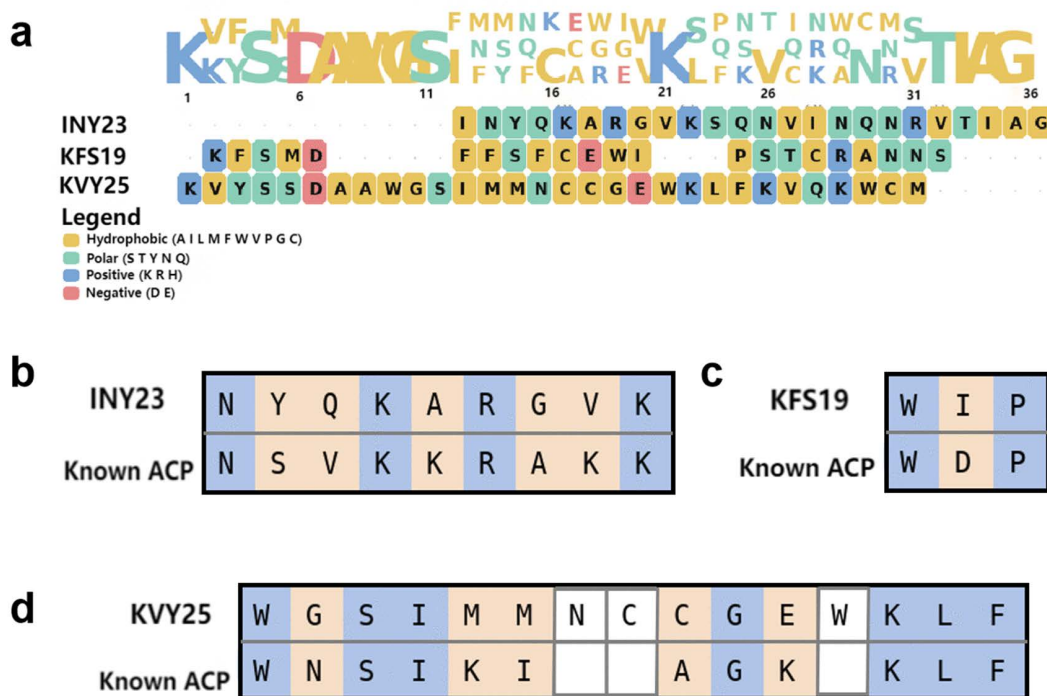 a
V F M F M M N K E W I W S P N T I N W C M S
K S D A W G S N S Q C G G K Q S Q R Q N N T I A G
K Y S I F Y F C A R E V L F K V C K A N R V
1 6 11 16 21 26 31 36
INY23 I N Y Q K A R G V K S Q N V I N Q N R V T I A G
KFS19 K F S M D F F S F C E W I P S T C R A N N S
KVY25 K V Y S S D A A W G S I M M N C C G E W K L F K V Q K W C M
Legend
Hydrophobic (A I L M F W V P G C)
Polar (S T Y N Q)
Positive (K R H)
Negative (D E)
b
INY23 N Y Q K A R G V K
Known ACP N S V K K R A K K
c
KFS19 W I P
Known ACP W D P
d
KVY25 W G S I M M N C C G E W K L F
Known ACP W N S I K I A G K K L F